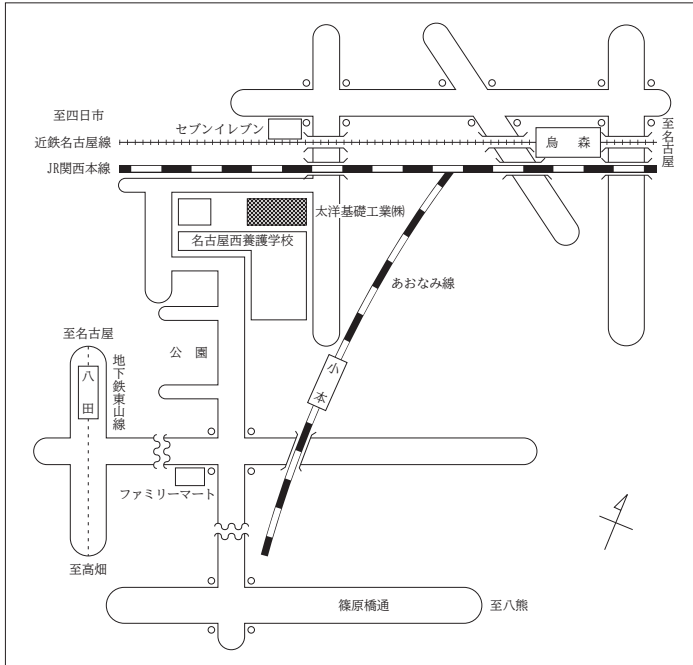 至四日市
セブンイレブン
近鉄名古屋線
烏森
至名古屋
JR関西本線
太洋基礎工業㈱
名古屋西養護学校
あおなみ線
至名古屋
公園
地下鉄東山線
八田
小本
ファミリーマート
至高畑
篠原橋通
至八熊